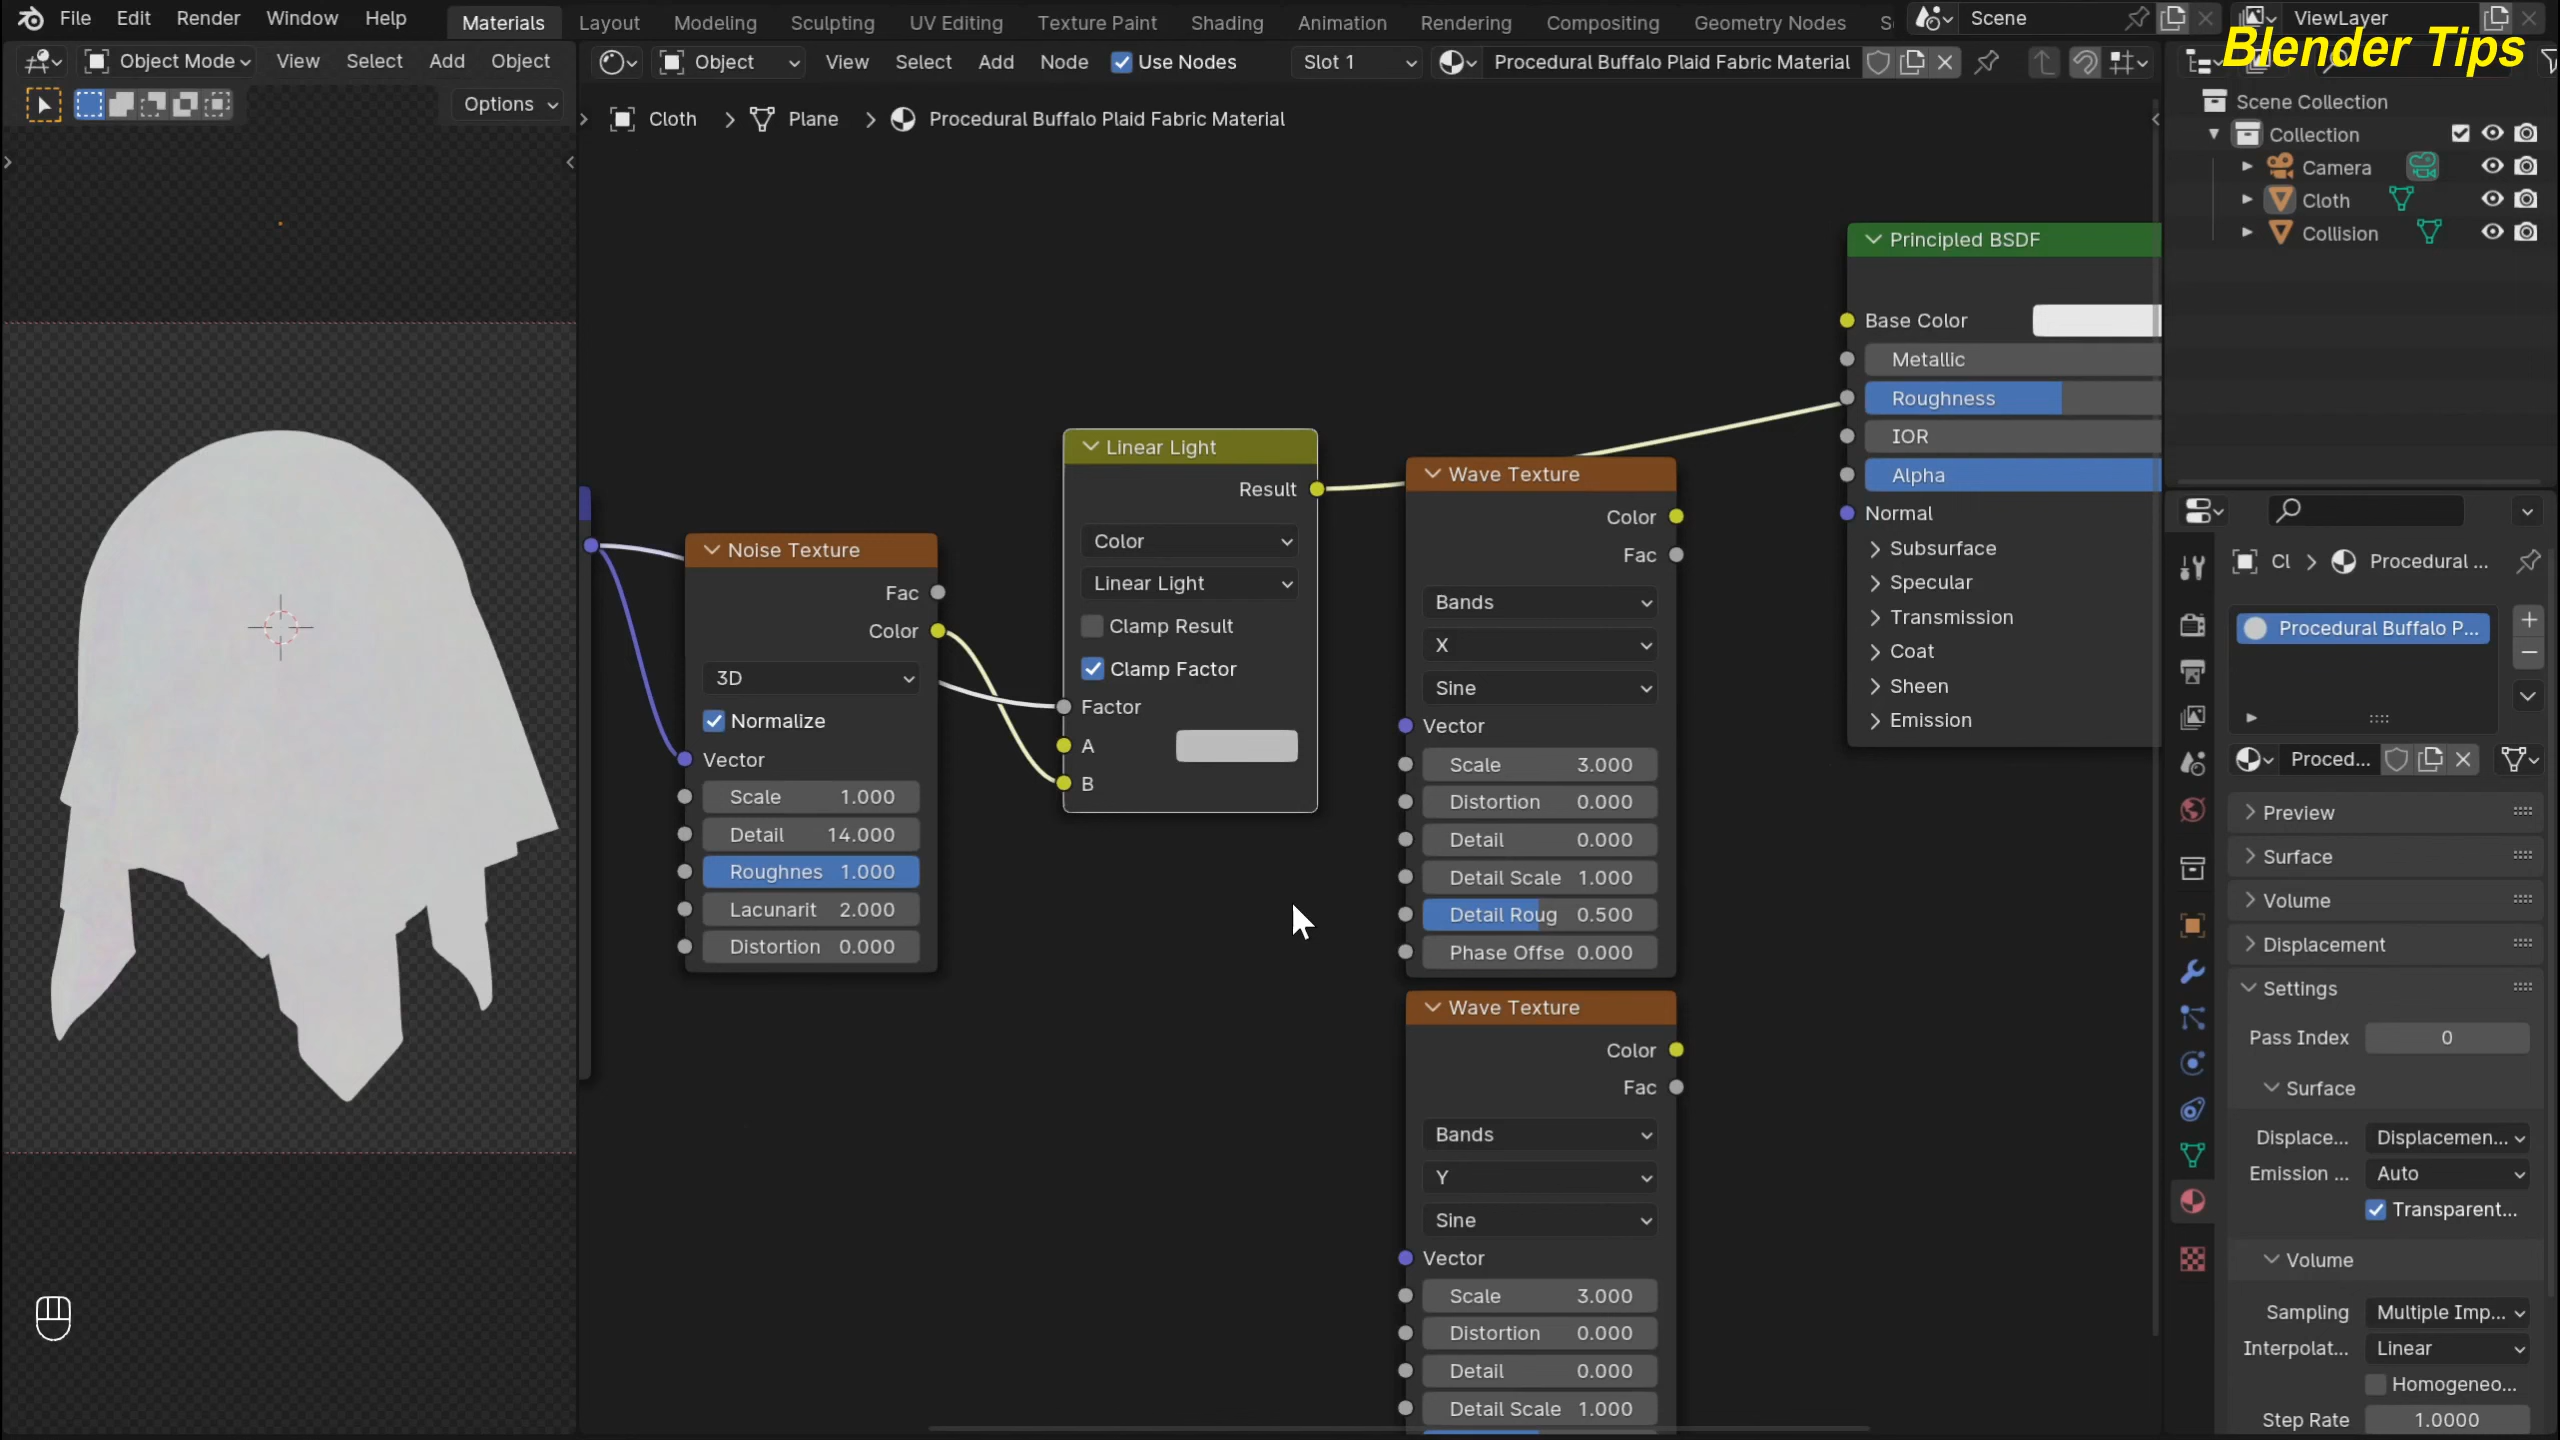 File Edit Render Window Help Materials Layout Modeling Sculpting UV Editing Texture Paint Shading Animation Rendering Compositing Geometry Nodes Scene ViewLayer
Blender Tips
Object Mode View Select Add Object
Object View Select Add Node Use Nodes Slot 1 Procedural Buffalo Plaid Fabric Material
Options
Cloth > Plane > Procedural Buffalo Plaid Fabric Material
Scene Collection
Collection
Camera
Cloth
Collision
Noise Texture
Fac
Color
3D
Normalize
Vector
Scale 1.000
Detail 14.000
Roughnes 1.000
Lacunarit 2.000
Distortion 0.000
Linear Light
Result
Color
Linear Light
Clamp Result
Clamp Factor
Factor
A
B
Wave Texture
Color
Fac
Bands
X
Sine
Vector
Scale 3.000
Distortion 0.000
Detail 0.000
Detail Scale 1.000
Detail Roug 0.500
Phase Offse 0.000
Wave Texture
Color
Fac
Bands
Y
Sine
Vector
Scale 3.000
Distortion 0.000
Detail 0.000
Detail Scale 1.000
Principled BSDF
Base Color
Metallic
Roughness
IOR
Alpha
Normal
Subsurface
Specular
Transmission
Coat
Sheen
Emission
Cl > Procedural ...
Procedural Buffalo P...
Proced...
Preview
Surface
Volume
Displacement
Settings
Pass Index 0
Surface
Displace... Displacemen...
Emission ... Auto
Transparent...
Volume
Sampling Multiple Imp...
Interpolat... Linear
Homogeneo...
Step Rate 1.0000